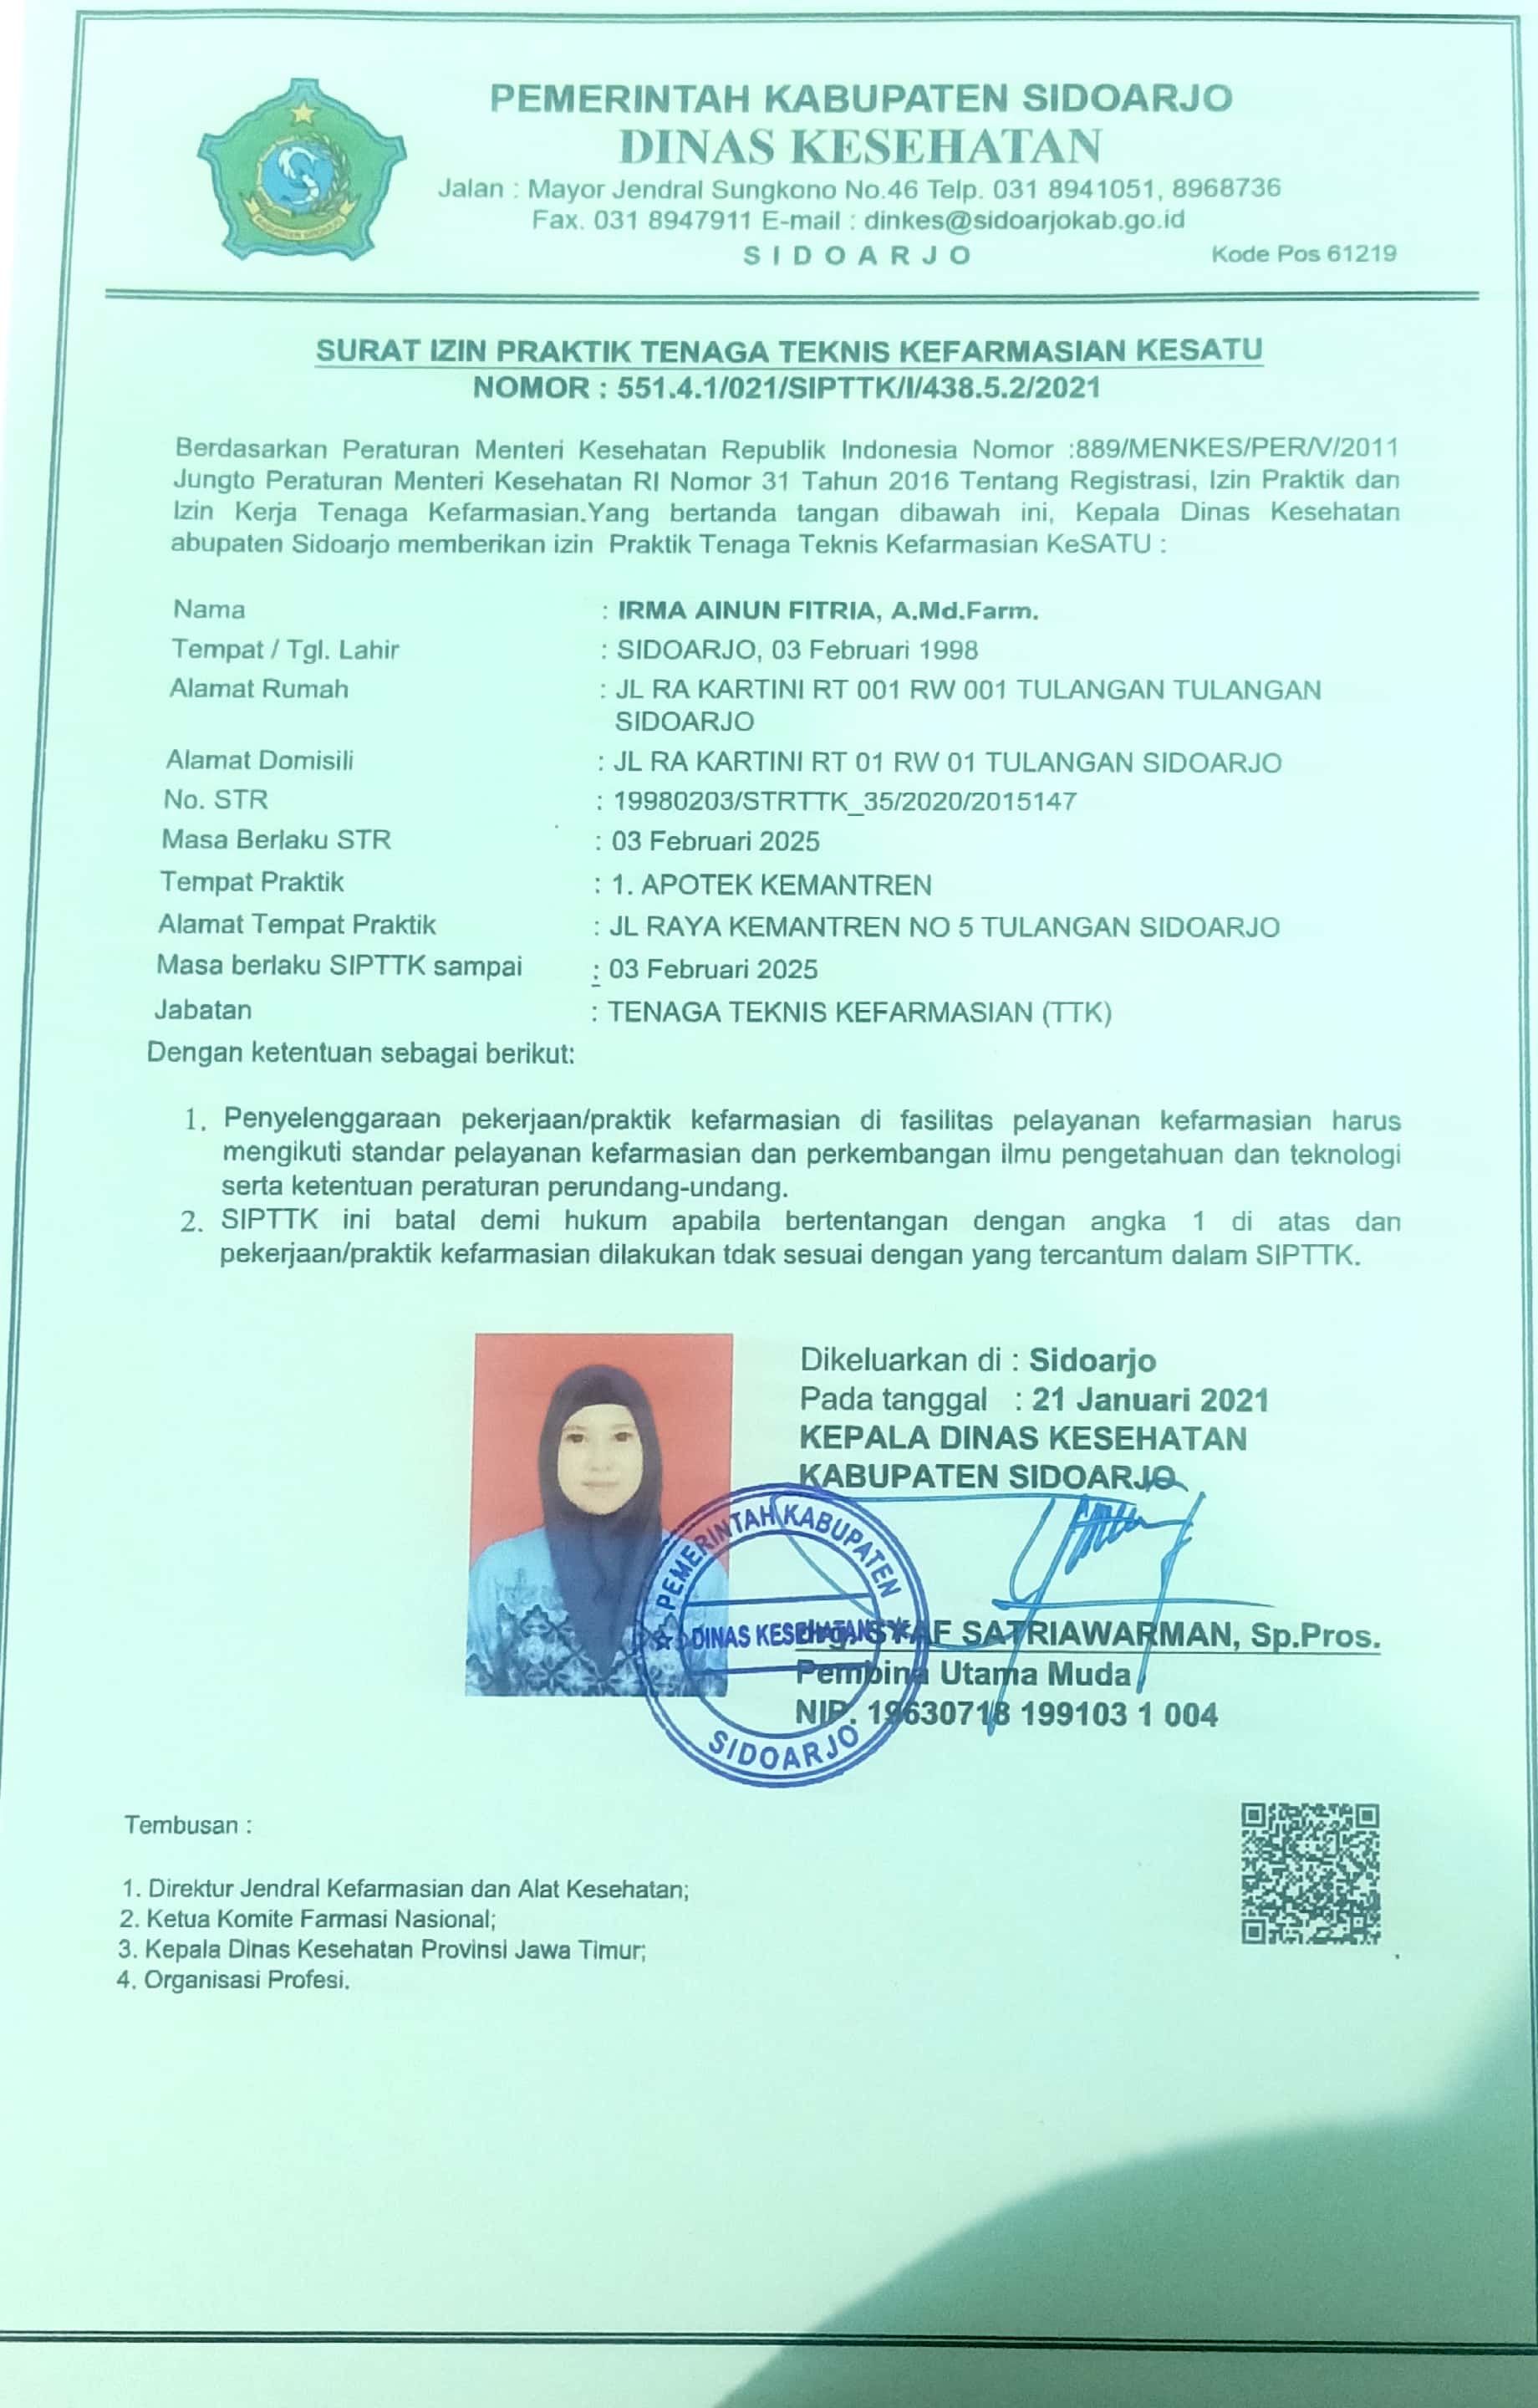 PEMERINTAH KABUPATEN SIDOARJO
DINAS KESEHATAN
Jalan : Mayor Jendral Sungkono No.46 Telp. 031 8941051, 8968736
Fax. 031 8947911 E-mail : dinkes@sidoarjokab.go.id
S I D O A R J O Kode Pos 61219
SURAT IZIN PRAKTIK TENAGA TEKNIS KEFARMASIAN KESATU
NOMOR : 551.4.1/021/SIPTTK/I/438.5.2/2021
Berdasarkan Peraturan Menteri Kesehatan Republik Indonesia Nomor :889/MENKES/PER/V/2011
Jungto Peraturan Menteri Kesehatan RI Nomor 31 Tahun 2016 Tentang Registrasi, Izin Praktik dan
Izin Kerja Tenaga Kefarmasian.Yang bertanda tangan dibawah ini, Kepala Dinas Kesehatan
abupaten Sidoarjo memberikan izin Praktik Tenaga Teknis Kefarmasian KeSATU :
Nama : IRMA AINUN FITRIA, A.Md.Farm.
Tempat / Tgl. Lahir : SIDOARJO, 03 Februari 1998
Alamat Rumah : JL RA KARTINI RT 001 RW 001 TULANGAN TULANGAN
SIDOARJO
Alamat Domisili : JL RA KARTINI RT 01 RW 01 TULANGAN SIDOARJO
No. STR : 19980203/STRTTK_35/2020/2015147
Masa Berlaku STR : 03 Februari 2025
Tempat Praktik : 1. APOTEK KEMANTREN
Alamat Tempat Praktik : JL RAYA KEMANTREN NO 5 TULANGAN SIDOARJO
Masa berlaku SIPTTK sampai : 03 Februari 2025
Jabatan : TENAGA TEKNIS KEFARMASIAN (TTK)
Dengan ketentuan sebagai berikut:
1. Penyelenggaraan pekerjaan/praktik kefarmasian di fasilitas pelayanan kefarmasian harus
mengikuti standar pelayanan kefarmasian dan perkembangan ilmu pengetahuan dan teknologi
serta ketentuan peraturan perundang-undang.
2. SIPTTK ini batal demi hukum apabila bertentangan dengan angka 1 di atas dan
pekerjaan/praktik kefarmasian dilakukan tdak sesuai dengan yang tercantum dalam SIPTTK.
Dikeluarkan di : Sidoarjo
Pada tanggal : 21 Januari 2021
KEPALA DINAS KESEHATAN
KABUPATEN SIDOARJO
PEMERINTAH KABUPATEN
DINAS KESEHATAN
SIDOARJO
SATRIAWARMAN, Sp.Pros.
Pembina Utama Muda
NIP. 19630718 199103 1 004
Tembusan :
1. Direktur Jendral Kefarmasian dan Alat Kesehatan;
2. Ketua Komite Farmasi Nasional;
3. Kepala Dinas Kesehatan Provinsi Jawa Timur;
4. Organisasi Profesi.